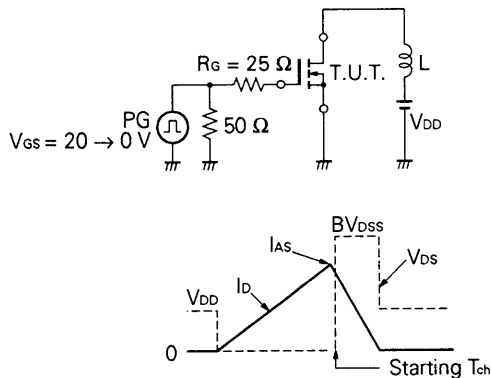 RG = 25 Ω
T.U.T.
L
PG
50 Ω
VGS = 20 → 0 V
VDD
IAS
BVDSS
VDD
ID
VDS
0
Starting Tch